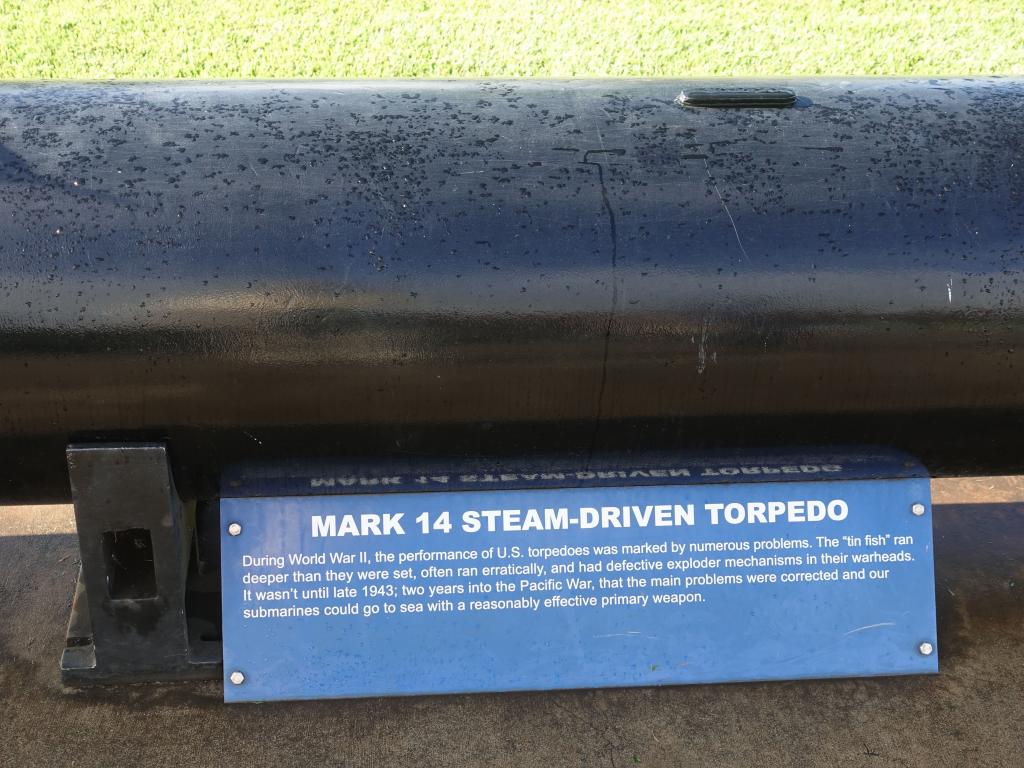 MARK 14 STEAM-DRIVEN TORPEDO
During World War II, the performance of U.S. torpedoes was marked by numerous problems. The "tin fish" ran
deeper than they were set, often ran erratically, and had defective exploder mechanisms in their warheads.
It wasn't until late 1943; two years into the Pacific War, that the main problems were corrected and our
submarines could go to sea with a reasonably effective primary weapon.